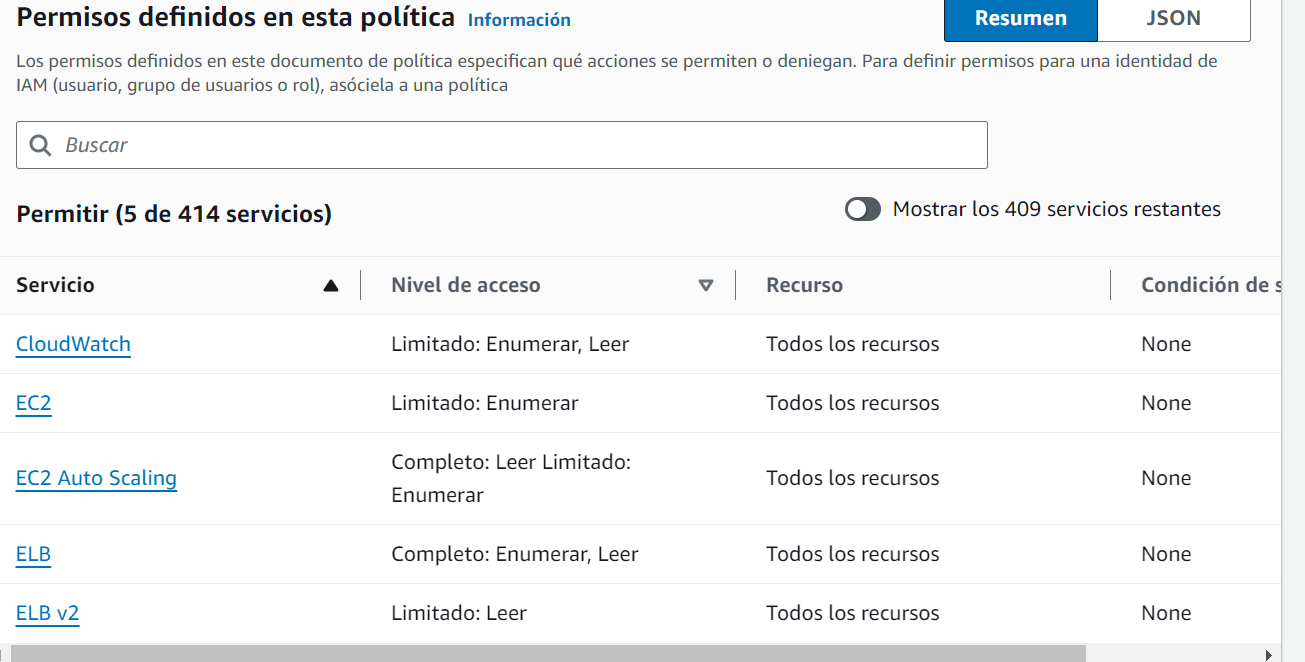 Permisos definidos en esta política Información
Resumen
JSON
Los permisos definidos en este documento de política especifican qué acciones se permiten o deniegan. Para definir permisos para una identidad de
IAM (usuario, grupo de usuarios o rol), asóciela a una política
Buscar
Permitir (5 de 414 servicios)
Mostrar los 409 servicios restantes
Servicio Nivel de acceso Recurso Condición de s
CloudWatch Limitado: Enumerar, Leer Todos los recursos None
EC2 Limitado: Enumerar Todos los recursos None
EC2 Auto Scaling Completo: Leer Limitado:
Enumerar Todos los recursos None
ELB Completo: Enumerar, Leer Todos los recursos None
ELB v2 Limitado: Leer Todos los recursos None